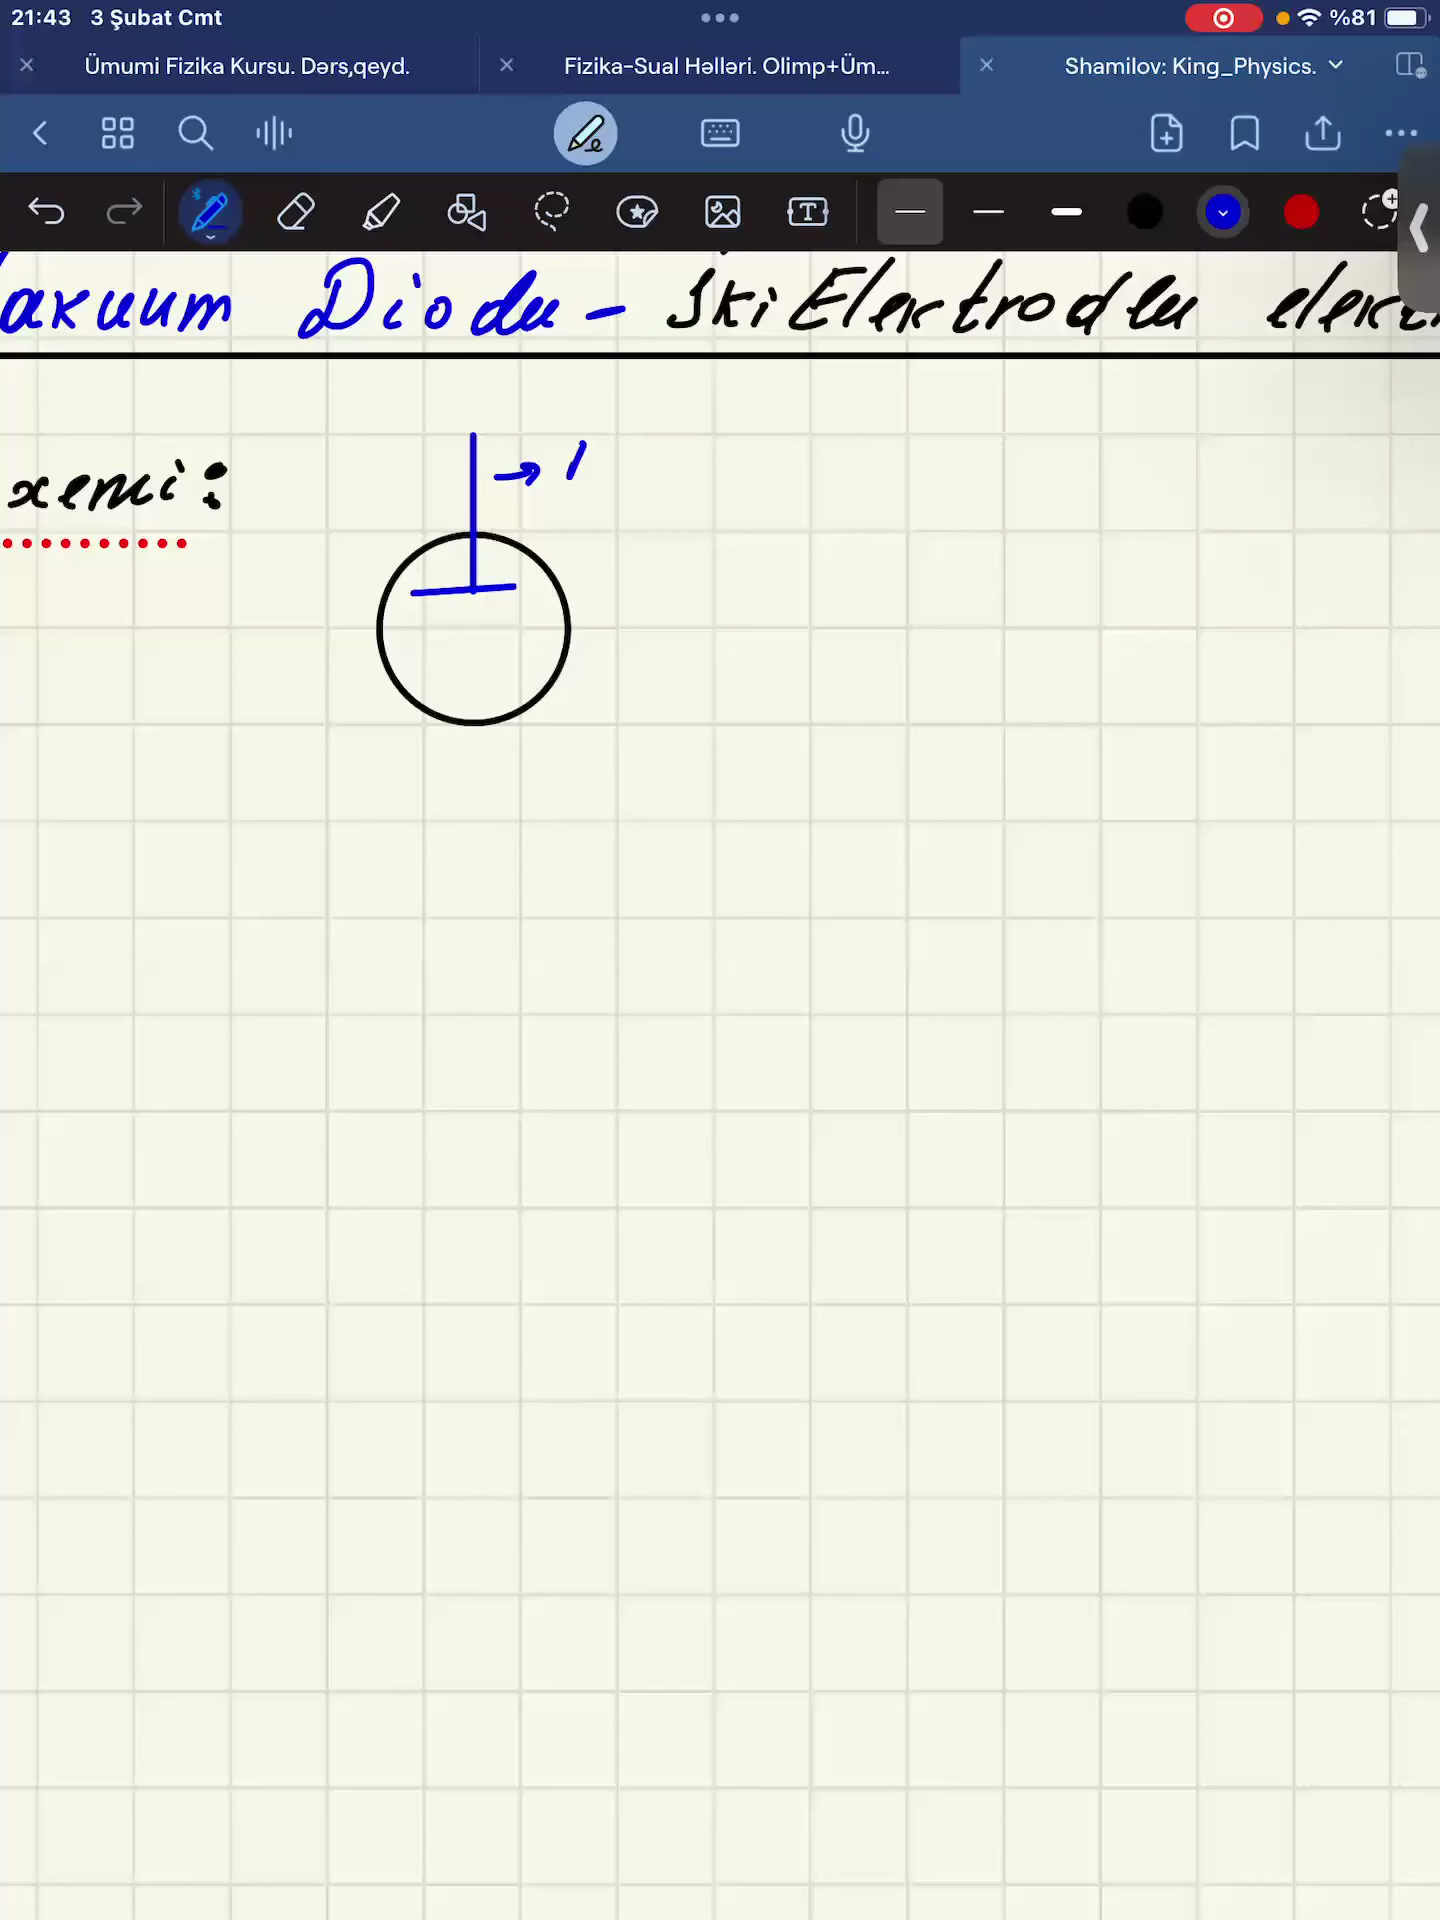 21:43 3 Şubat Cmt %81
Ümumi Fizika Kursu. Dərs,qeyd. Fizika-Sual Həlləri. Olimp+Üm... Shamilov: King_Physics.
akuum Diodu - İki Elektrodlu elekt
xemi: